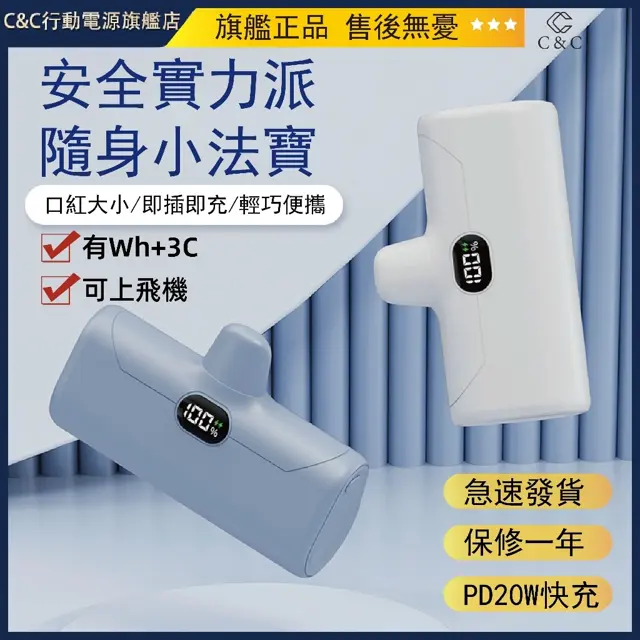 C&C行動電源旗艦店
旗艦正品 售後無憂
C&C
安全實力派
隨身小法寶
口紅大小/即插即充/輕巧便攜
有Wh+3C
可上飛機
100%
100%
急速發貨
保修一年
PD20W快充